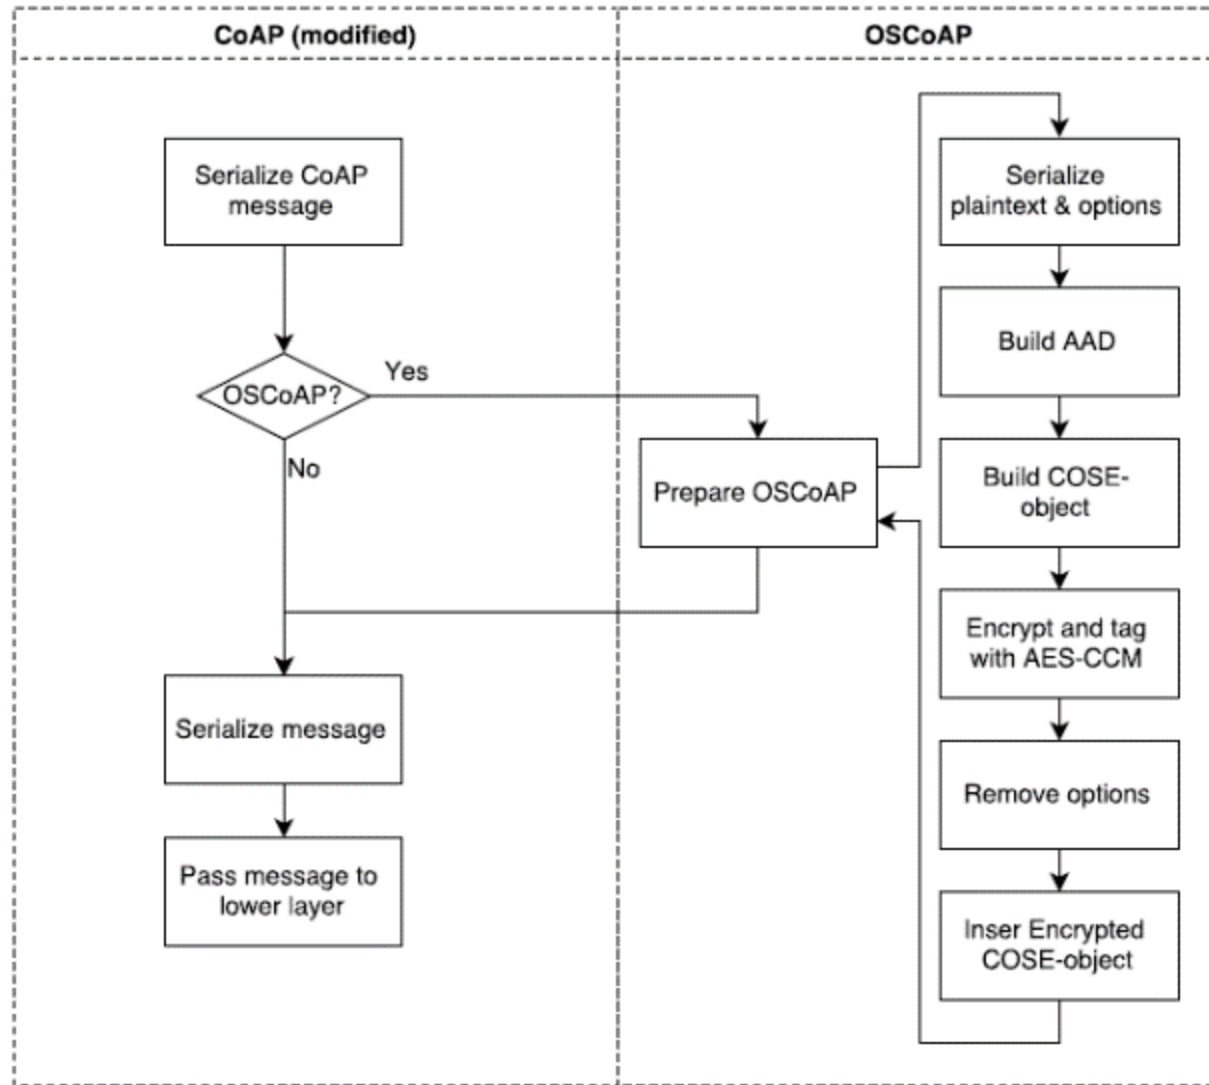 CoAP (modified)
OSCoAP
Serialize CoAP
message
OSCoAP?
Yes
No
Serialize message
Pass message to
lower layer
Prepare OSCoAP
Serialize
plaintext & options
Build AAD
Build COSE-
object
Encrypt and tag
with AES-CCM
Remove options
Inser Encrypted
COSE-object